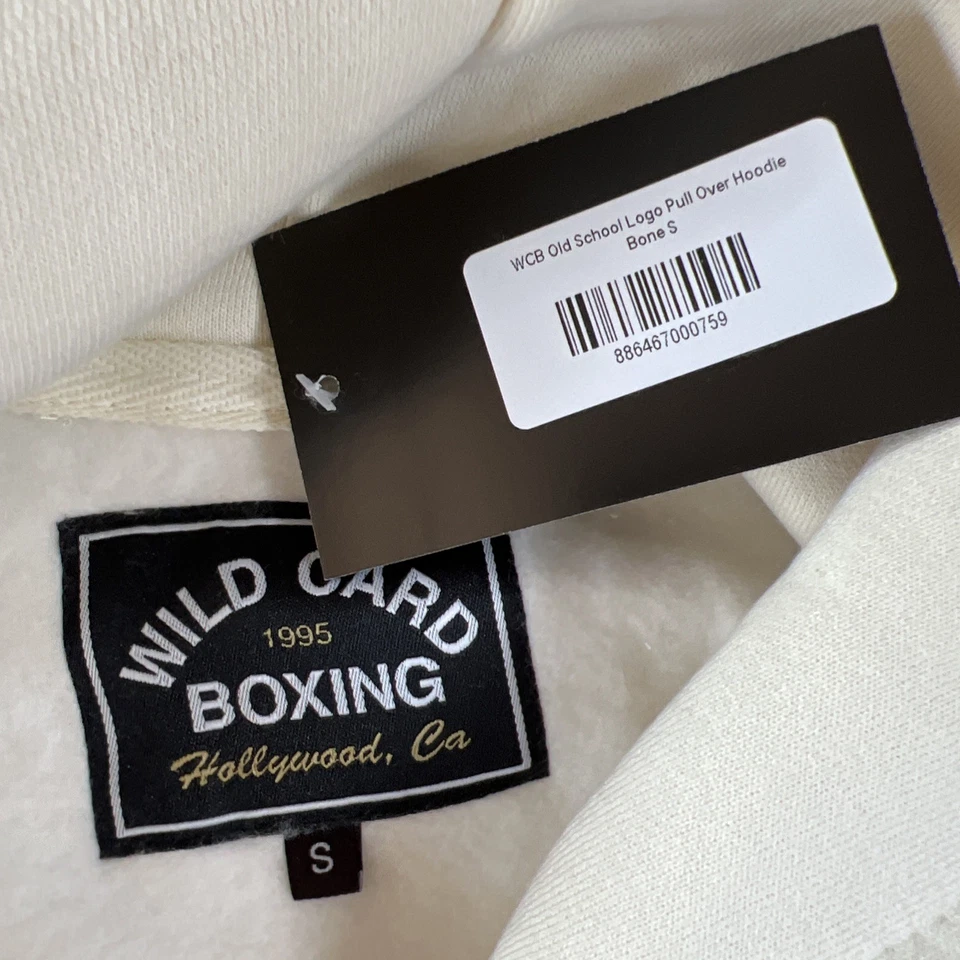 WCB Old School Logo Pull Over Hoodie
Bone S
886467000759
WILD CARD
1995
BOXING
Hollywood, Ca
S